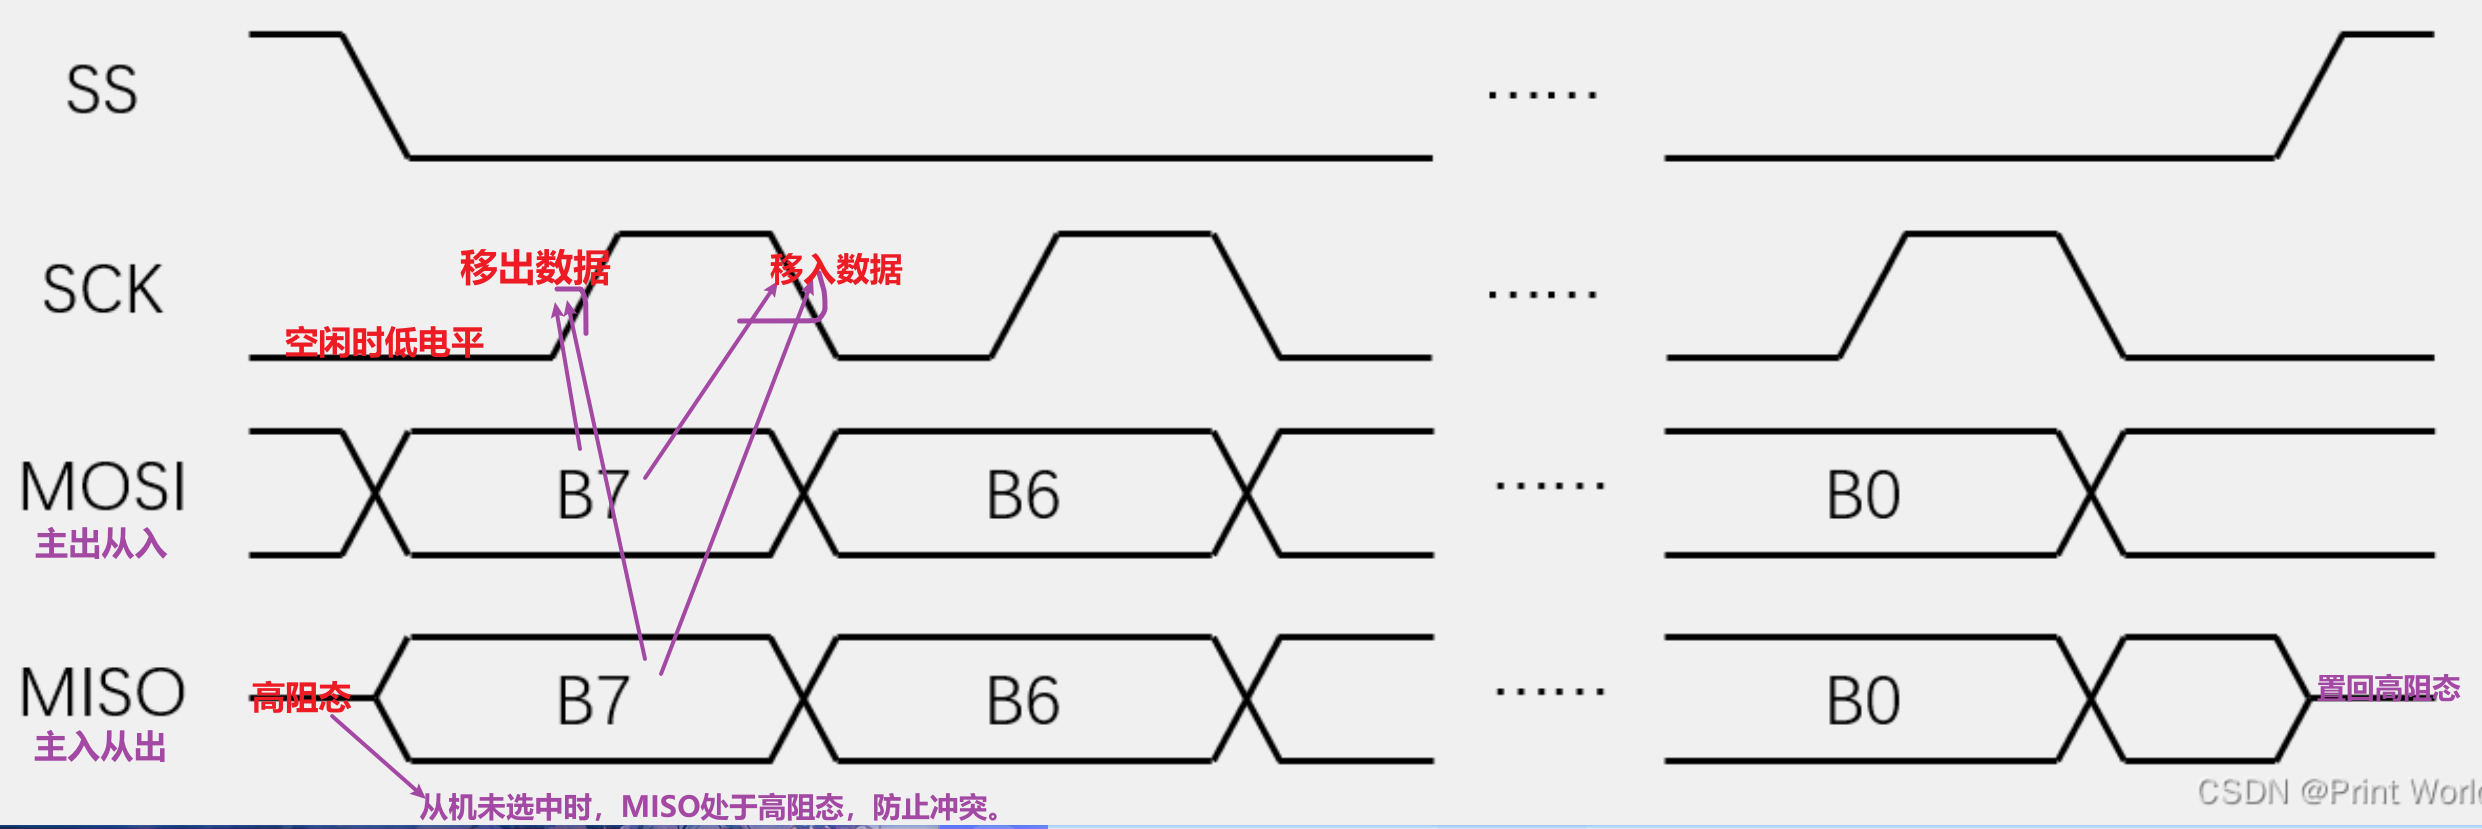 SS
······
SCK
移出数据
移入数据
空闲时低电平
······
MOSI
主出从入
B7
B6
······
B0
MISO
主入从出
高阻态
B7
B6
······
B0
置回高阻态
从机未选中时，MISO处于高阻态，防止冲突。
CSDN @Print World